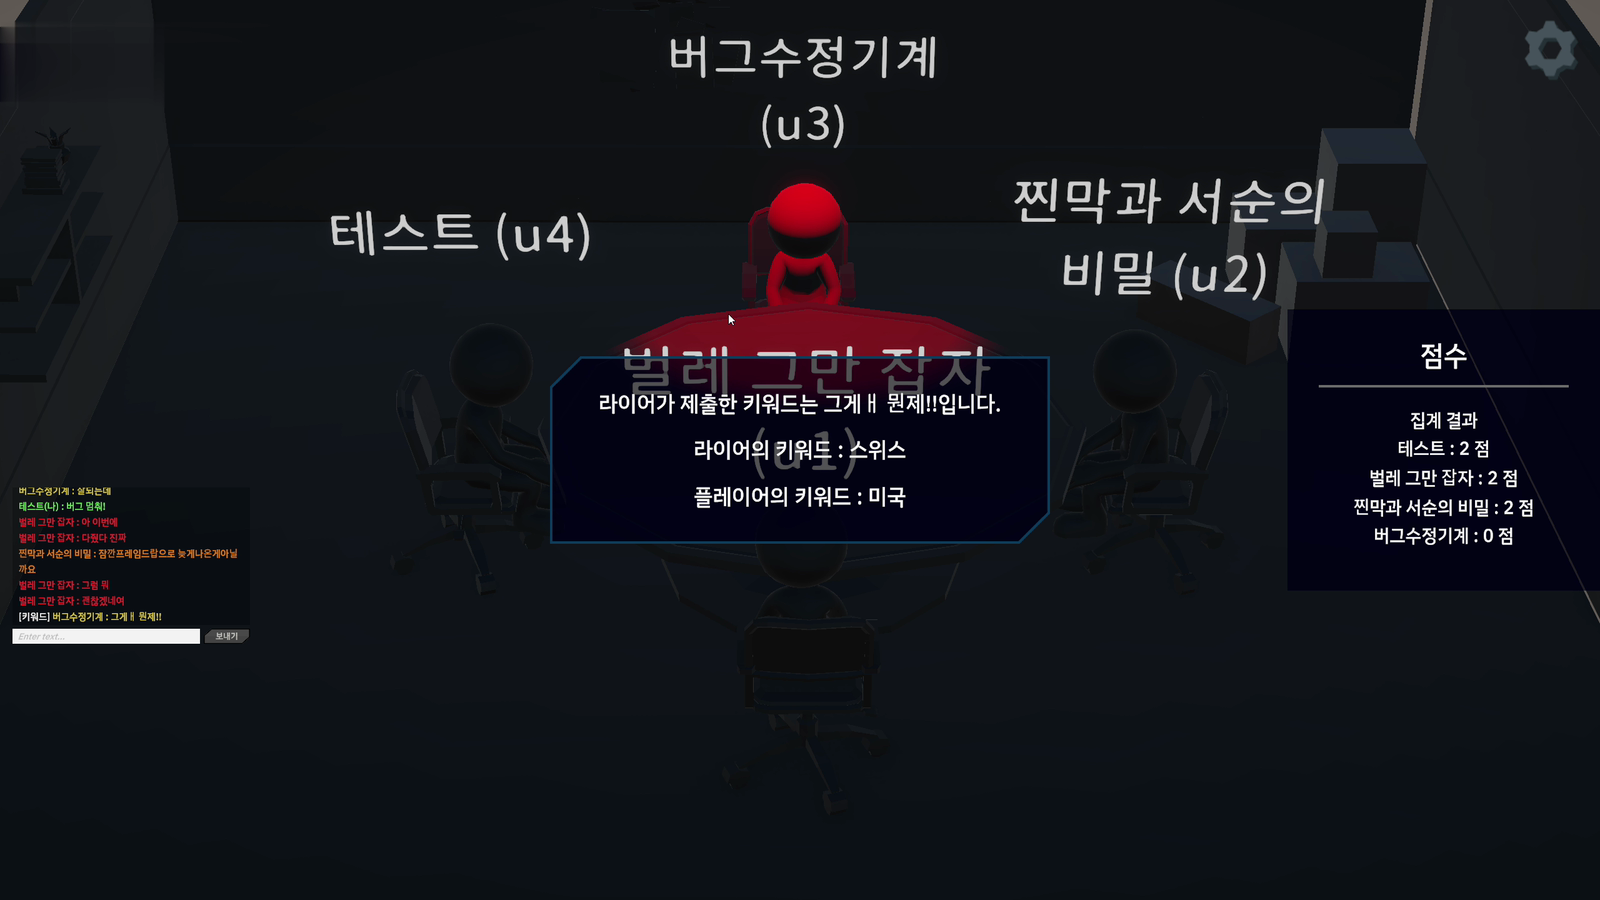 버그수정기계
(u3)
테스트 (u4)
찐막과 서순의
비밀 (u2)
벌레 그만 잡자
(u1)
라이어가 제출한 키워드는 그게ㅐ 뭔제!!입니다.
라이어의 키워드 : 스위스
플레이어의 키워드 : 미국
점수
집계 결과
테스트 : 2 점
벌레 그만 잡자 : 2 점
찐막과 서순의 비밀 : 2 점
버그수정기계 : 0 점
버그수정기계 : 잘되는데
테스트(나) : 버그 멈춰!
벌레 그만 잡자 : 아 이번에
벌레 그만 잡자 : 다줬다 진짜
찐막과 서순의 비밀 : 잠깐프레임드랍으로 늦게나온게아닐
까요
벌레 그만 잡자 : 그럼 뭐
벌레 그만 잡자 : 괜찮겠네여
[키워드] 버그수정기계 : 그게ㅐ 뭔제!!
Enter text...
보내기